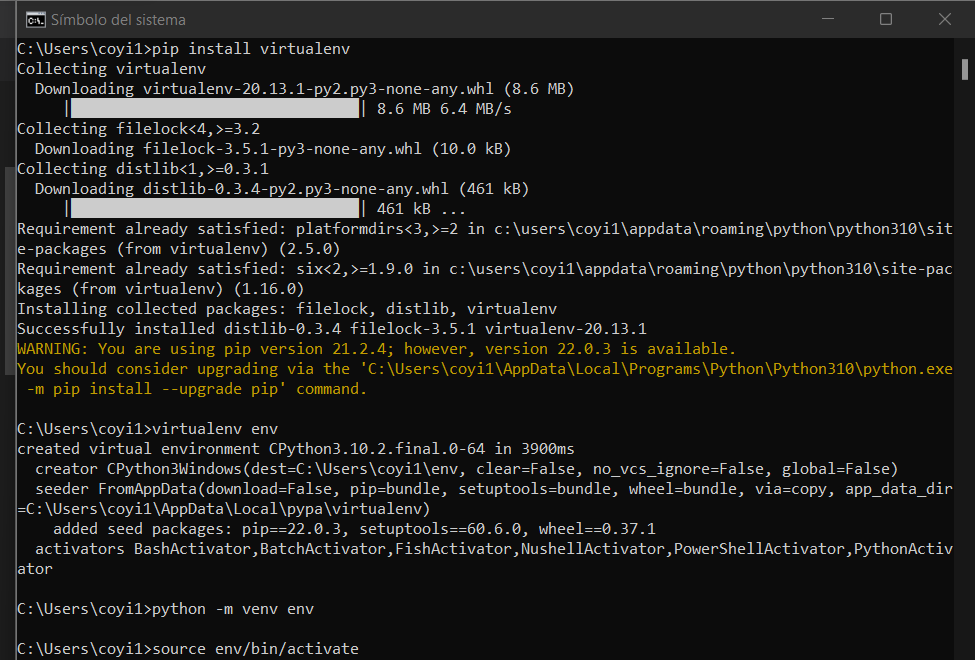 Símbolo del sistema
C:\Users\coyi1>pip install virtualenv
Collecting virtualenv
  Downloading virtualenv-20.13.1-py2.py3-none-any.whl (8.6 MB)
     |████████████████████████████████| 8.6 MB 6.4 MB/s
Collecting filelock<4,>=3.2
  Downloading filelock-3.5.1-py3-none-any.whl (10.0 kB)
Collecting distlib<1,>=0.3.1
  Downloading distlib-0.3.4-py2.py3-none-any.whl (461 kB)
     |████████████████████████████████| 461 kB ...
Requirement already satisfied: platformdirs<3,>=2 in c:\users\coyi1\appdata\roaming\python\python310\sit
e-packages (from virtualenv) (2.5.0)
Requirement already satisfied: six<2,>=1.9.0 in c:\users\coyi1\appdata\roaming\python\python310\site-pac
kages (from virtualenv) (1.16.0)
Installing collected packages: filelock, distlib, virtualenv
Successfully installed distlib-0.3.4 filelock-3.5.1 virtualenv-20.13.1
WARNING: You are using pip version 21.2.4; however, version 22.0.3 is available.
You should consider upgrading via the 'C:\Users\coyi1\AppData\Local\Programs\Python\Python310\python.exe
 -m pip install --upgrade pip' command.
C:\Users\coyi1>virtualenv env
created virtual environment CPython3.10.2.final.0-64 in 3900ms
  creator CPython3Windows(dest=C:\Users\coyi1\env, clear=False, no_vcs_ignore=False, global=False)
  seeder FromAppData(download=False, pip=bundle, setuptools=bundle, wheel=bundle, via=copy, app_data_dir
=C:\Users\coyi1\AppData\Local\pypa\virtualenv)
    added seed packages: pip==22.0.3, setuptools==60.6.0, wheel==0.37.1
  activators BashActivator,BatchActivator,FishActivator,NushellActivator,PowerShellActivator,PythonActiv
ator
C:\Users\coyi1>python -m venv env
C:\Users\coyi1>source env/bin/activate